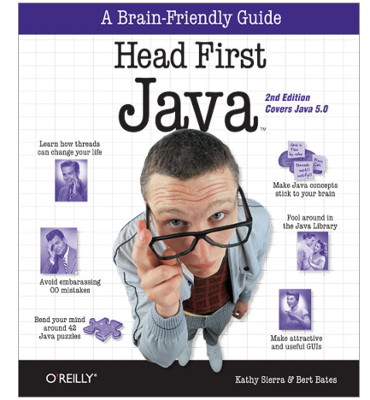 A Brain-Friendly Guide
Head First
Java
™
2nd Edition
Covers Java 5.0
Learn how threads
can change your life
Make Java concepts
stick to your brain
Fool around in
the Java Library
Avoid embarassing
OO mistakes
Bend your mind
around 42
Java puzzles
Make attractive
and useful GUIs
O'REILLY®
Kathy Sierra & Bert Bates